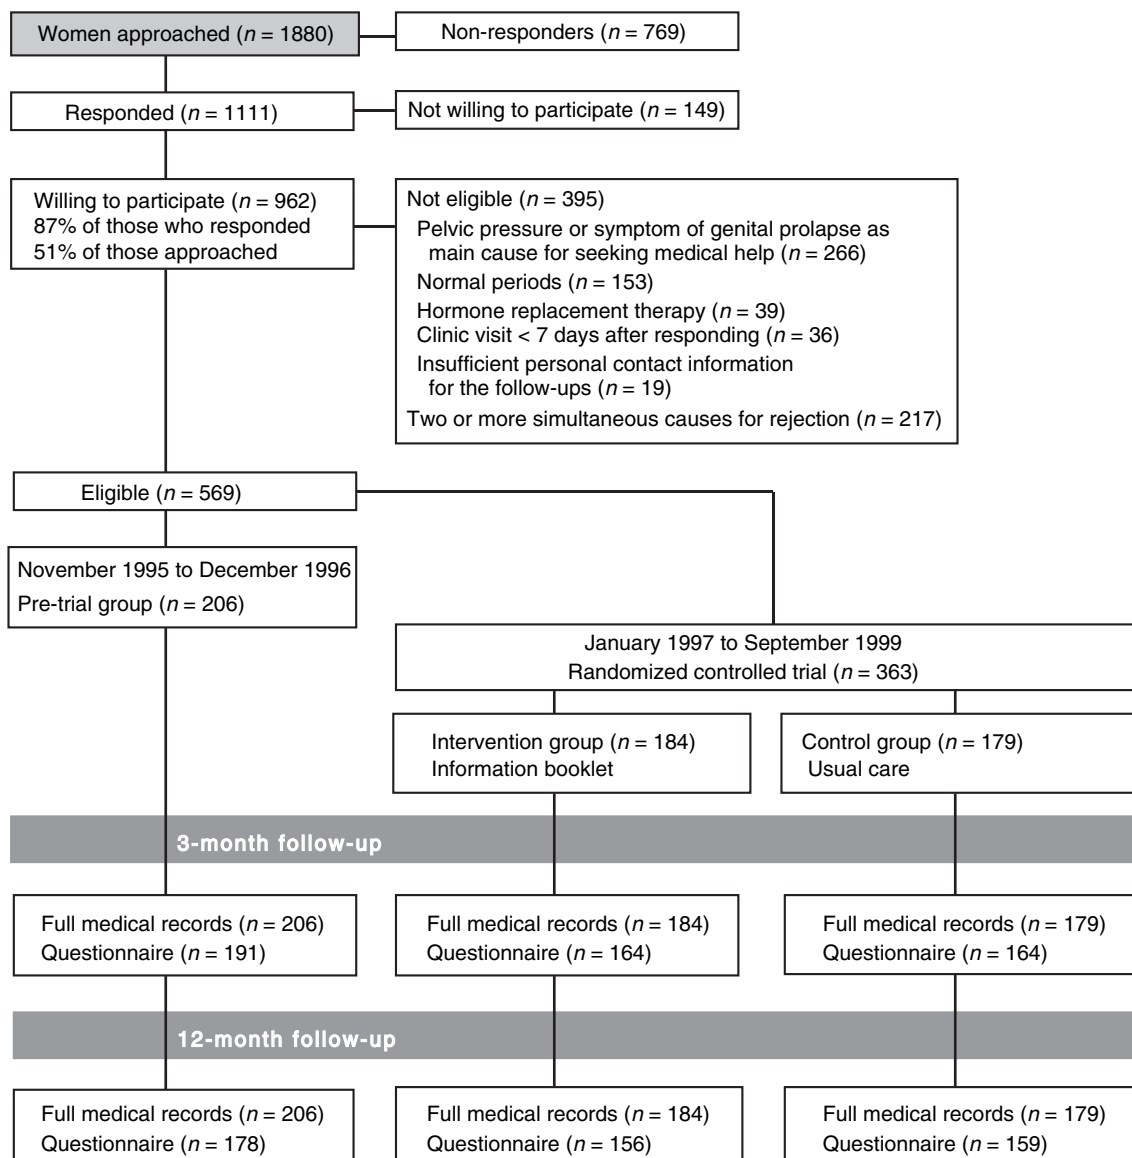 Women approached (n = 1880)
Non-responders (n = 769)
Responded (n = 1111)
Not willing to participate (n = 149)
Willing to participate (n = 962)
87% of those who responded
51% of those approached
Not eligible (n = 395)
Pelvic pressure or symptom of genital prolapse as
main cause for seeking medical help (n = 266)
Normal periods (n = 153)
Hormone replacement therapy (n = 39)
Clinic visit < 7 days after responding (n = 36)
Insufficient personal contact information
for the follow-ups (n = 19)
Two or more simultaneous causes for rejection (n = 217)
Eligible (n = 569)
November 1995 to December 1996
Pre-trial group (n = 206)
January 1997 to September 1999
Randomized controlled trial (n = 363)
Intervention group (n = 184)
Information booklet
Control group (n = 179)
Usual care
3-month follow-up
Full medical records (n = 206)
Questionnaire (n = 191)
Full medical records (n = 184)
Questionnaire (n = 164)
Full medical records (n = 179)
Questionnaire (n = 164)
12-month follow-up
Full medical records (n = 206)
Questionnaire (n = 178)
Full medical records (n = 184)
Questionnaire (n = 156)
Full medical records (n = 179)
Questionnaire (n = 159)